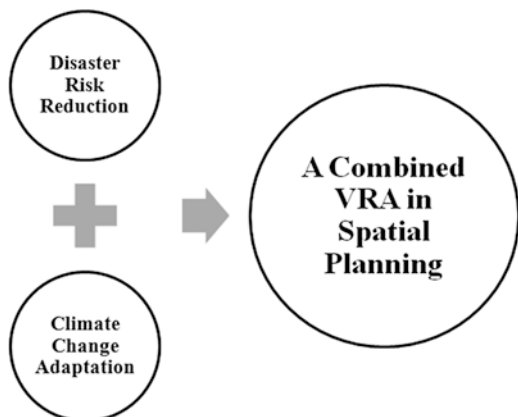 Disaster
Risk
Reduction
A Combined
VRA in
Spatial
Planning
Climate
Change
Adaptation